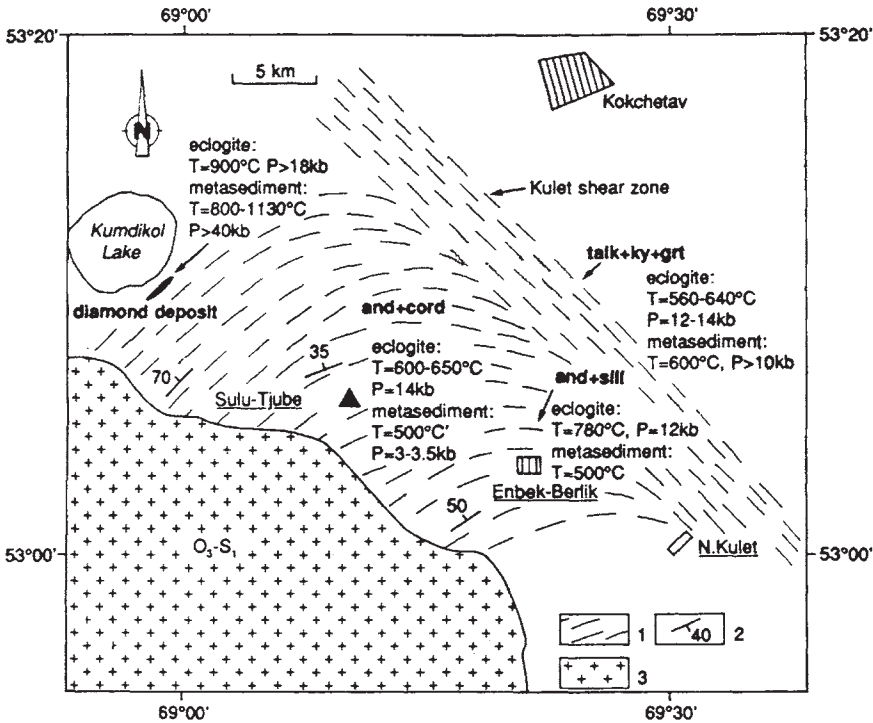 69°00'
69°30'
53°20'
53°20'
5 km
Kokchetav
N
eclogite:
T=900°C P>18kb
metasediment:
T=800-1130°C
P>40kb
Kulet shear zone
Kumdikol
Lake
talk+ky+grt
eclogite:
T=560-640°C
P=12-14kb
metasediment:
T=600°C, P>10kb
diamond deposit
and+cord
35
eclogite:
T=600-650°C
P=14kb
metasediment:
T=500°C'
P=3-3.5kb
70
Sulu-Tjube
and+sill
eclogite:
T=780°C, P=12kb
metasediment:
T=500°C
Enbek-Berlik
50
O₃-S₁
53°00'
53°00'
N.Kulet
1
40
2
3
69°00'
69°30'